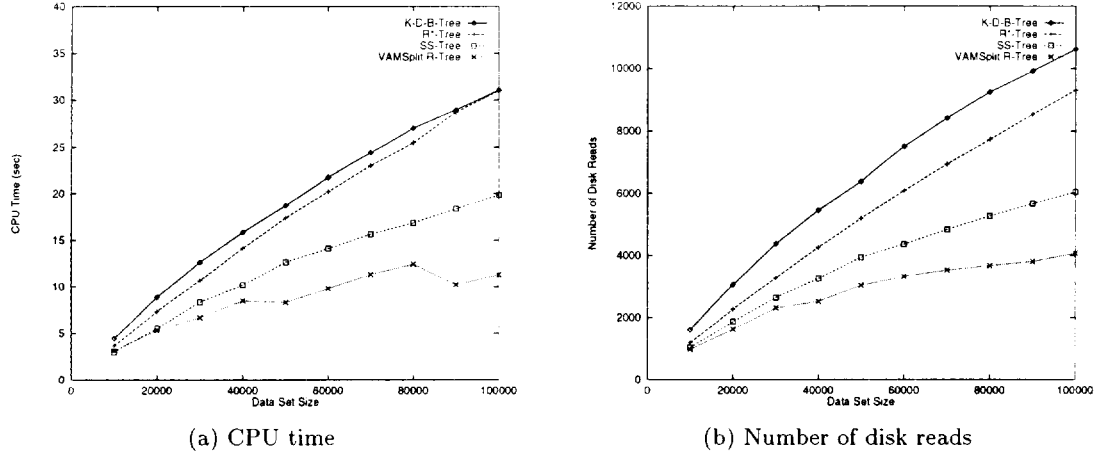 40
35
30
25
20
15
10
5
0
CPU Time (sec)
K-D-B-Tree
R*-Tree
SS-Tree
VAMSplit R-Tree
0 20000 40000 60000 80000 100000
Data Set Size
(a) CPU time
12000
10000
8000
6000
4000
2000
0
Number of Disk Reads
K-D-B-Tree
R*-Tree
SS-Tree
VAMSplit R-Tree
0 20000 40000 60000 80000 100000
Data Set Size
(b) Number of disk reads